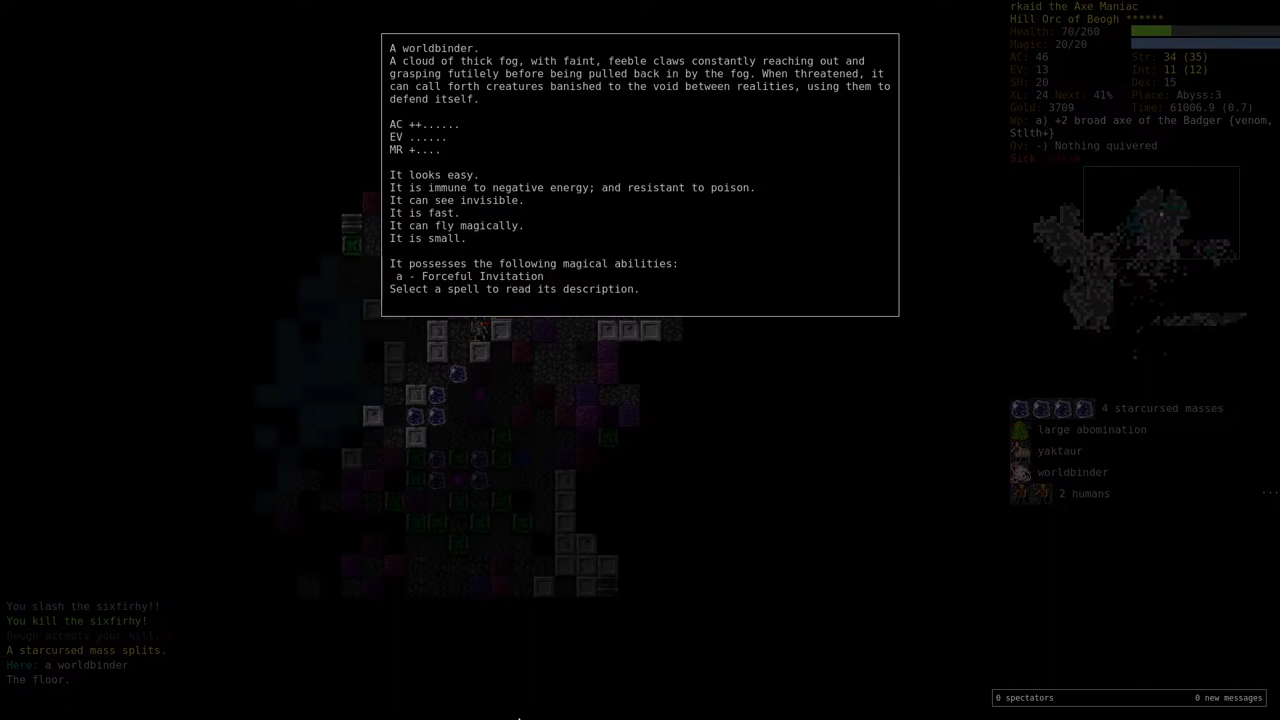 rkaid the Axe Maniac
Hill Orc of Beogh ******
Health: 70/260
Magic: 20/20
AC: 46
Str: 34 (35)
EV: 13
Int: 11 (12)
SH: 20
Dex: 15
XL: 24 Next: 41%
Place: Abyss:3
Gold: 3709
Time: 61006.9 (0.7)
Wp: a) +2 broad axe of the Badger {venom,
Stlth+}
Qv: -) Nothing quivered
Sick
A worldbinder.
A cloud of thick fog, with faint, feeble claws constantly reaching out and
grasping futilely before being pulled back in by the fog. When threatened, it
can call forth creatures banished to the void between realities, using them to
defend itself.
AC ++......
EV ......
MR +....
It looks easy.
It is immune to negative energy; and resistant to poison.
It can see invisible.
It is fast.
It can fly magically.
It is small.
It possesses the following magical abilities:
a - Forceful Invitation
Select a spell to read its description.
4 starcursed masses
large abomination
yaktaur
worldbinder
2 humans
...
You slash the sixfirhy!!
You kill the sixfirhy!
Beogh accepts your kill.
A starcursed mass splits.
Here: a worldbinder
The floor.
0 spectators
0 new messages